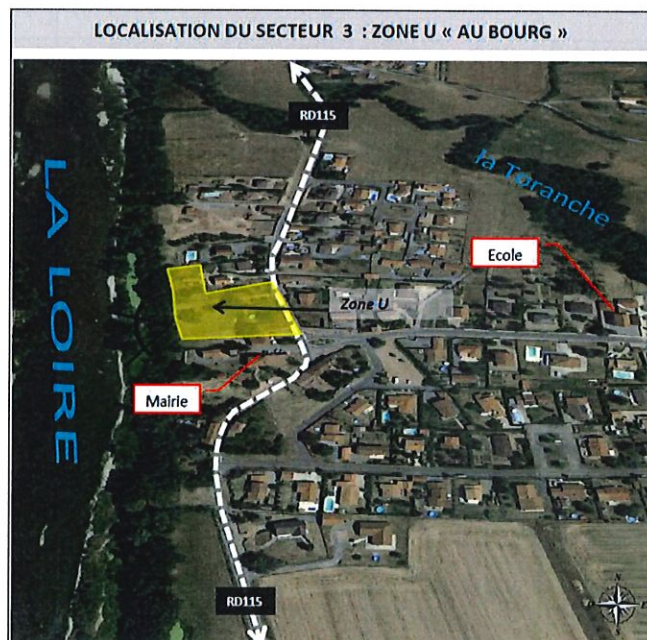 LOCALISATION DU SECTEUR 3 : ZONE U « AU BOURG »
RD115
LA LOIRE
la Toranche
Ecole
Zone U
Mairie
RD115
N